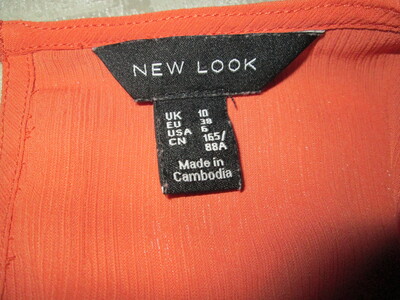 NEW LOOK
UK 10
EU 38
USA 6
CN 165/
88A
Made in
Cambodia